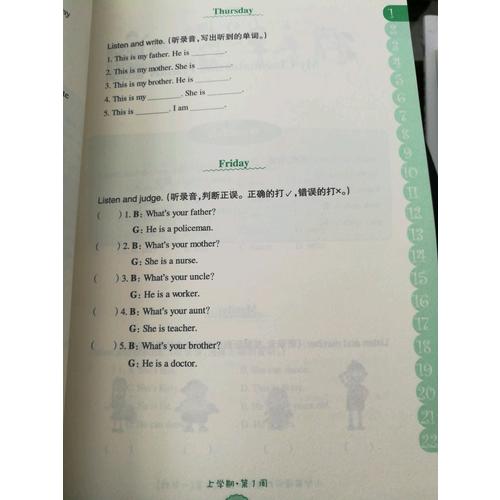 Thursday
Listen and write. (听录音,写出听到的单词。)
1. This is my father. He is ________.
2. This is my mother. She is ________.
3. This is my brother. He is ________.
4. This is my ________. She is ________.
5. This is ________. I am ________.
Friday
Listen and judge. (听录音,判断正误。正确的打✓,错误的打×。)
( ) 1. B: What's your father?
G: He is a policeman.
( ) 2. B: What's your mother?
G: She is a nurse.
( ) 3. B: What's your uncle?
G: He is a worker.
( ) 4. B: What's your aunt?
G: She is teacher.
( ) 5. B: What's your brother?
G: He is a doctor.
上学期·第1周
1
2
3
4
5
6
7
8
9
10
11
12
13
14
15
16
17
18
19
20
21
22